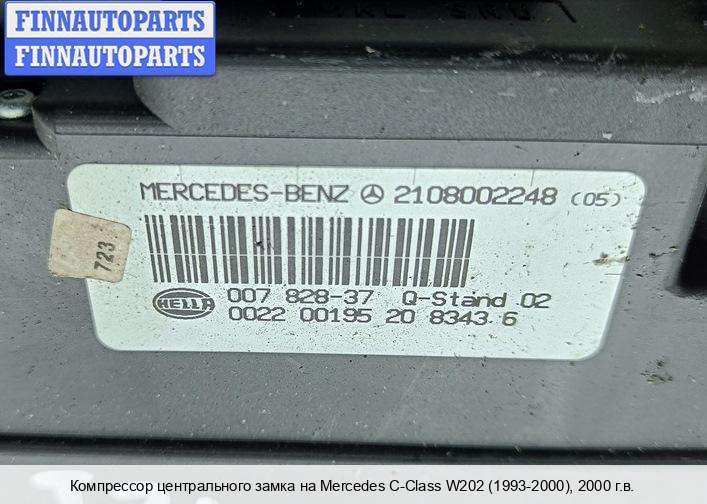 FINNAUTOPARTS
FINNAUTOPARTS
MERCEDES-BENZ 2108002248 (05)
723
HELLA 007 828-37 Q-Stand 02
0022 00195 20 8343 6
Компрессор центрального замка на Mercedes C-Class W202 (1993-2000), 2000 г.в.